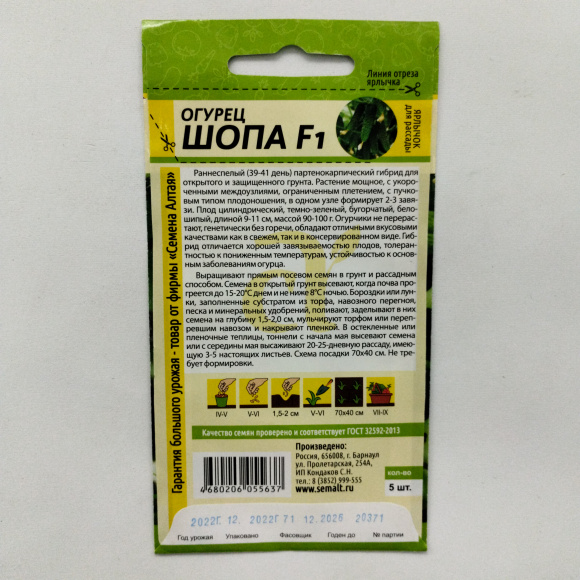 Линия отреза
ярлычка
ОГУРЕЦ
ШОПА F1
ЯРЛЫЧОК
для рассады
Гарантия большого урожая - товар от фирмы «Семена Алтая»
Раннеспелый (39-41 день) партенокарпический гибрид для
открытого и защищенного грунта. Растение мощное, с укоро-
ченными междоузлиями, ограниченным плетением, с пучко-
вым типом плодоношения, в одном узле формирует 2-3 завя-
зи. Плод цилиндрический, темно-зеленый, бугорчатый, бело-
шипый, длиной 9-11 см, массой 90-100 г. Огурчики не перерас-
тают, генетически без горечи, обладают отличными вкусовыми
качествами как в свежем, так и в консервированном виде. Гиб-
рид отличается хорошей завязываемостью плодов, толерант-
ностью к пониженным температурам, устойчивостью к основ-
ным заболеваниям огурца.
Выращивают прямым посевом семян в грунт и рассадным
способом. Семена в открытый грунт высевают, когда почва про-
греется до 15-20°С днем и не ниже 8°С ночью. Бороздки или лун-
ки, заполненные субстратом из торфа, навозного перегноя,
песка и минеральных удобрений, поливают, заделывают в них
семена на глубину 1,5-2,0 см, мульчируют торфом или переп-
ревшим навозом и накрывают пленкой. В остекленные или
пленочные теплицы, тоннели с начала мая высевают семена
или с середины мая высаживают 20-25-дневную рассаду, имею-
щую 3-5 настоящих листьев. Схема посадки 70х40 см. Не тре-
бует формировки.
IV-V V-VI 1,5-2 см V-VI 70х40 см VII-IX
Качество семян проверено и соответствует ГОСТ 32592-2013
Произведено:
Россия, 656008, г. Барнаул
ул. Пролетарская, 254А,
ИП Кондаков С.Н.
тел.: 8 (3852) 999-555
www.semalt.ru
кол-во
5 шт.
4680206055637
2022Г. 12. 2022Г 71 12.2026 20371
Год урожая Упаковано Фасовщик Годен до № партии